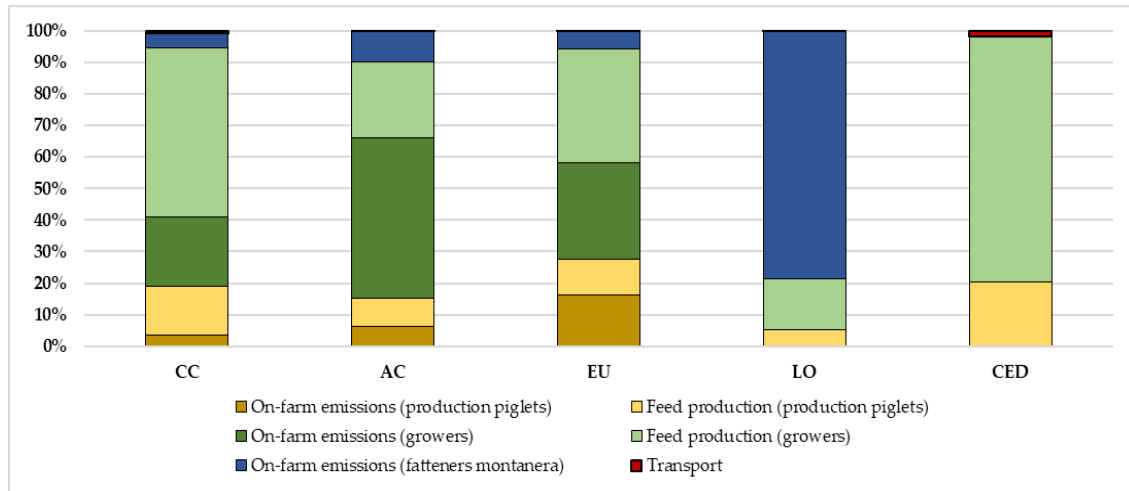 100%
90%
80%
70%
60%
50%
40%
30%
20%
10%
0%
CC AC EU LO CED
On-farm emissions (production piglets) Feed production (production piglets)
On-farm emissions (growers) Feed production (growers)
On-farm emissions (fatteners montanera) Transport